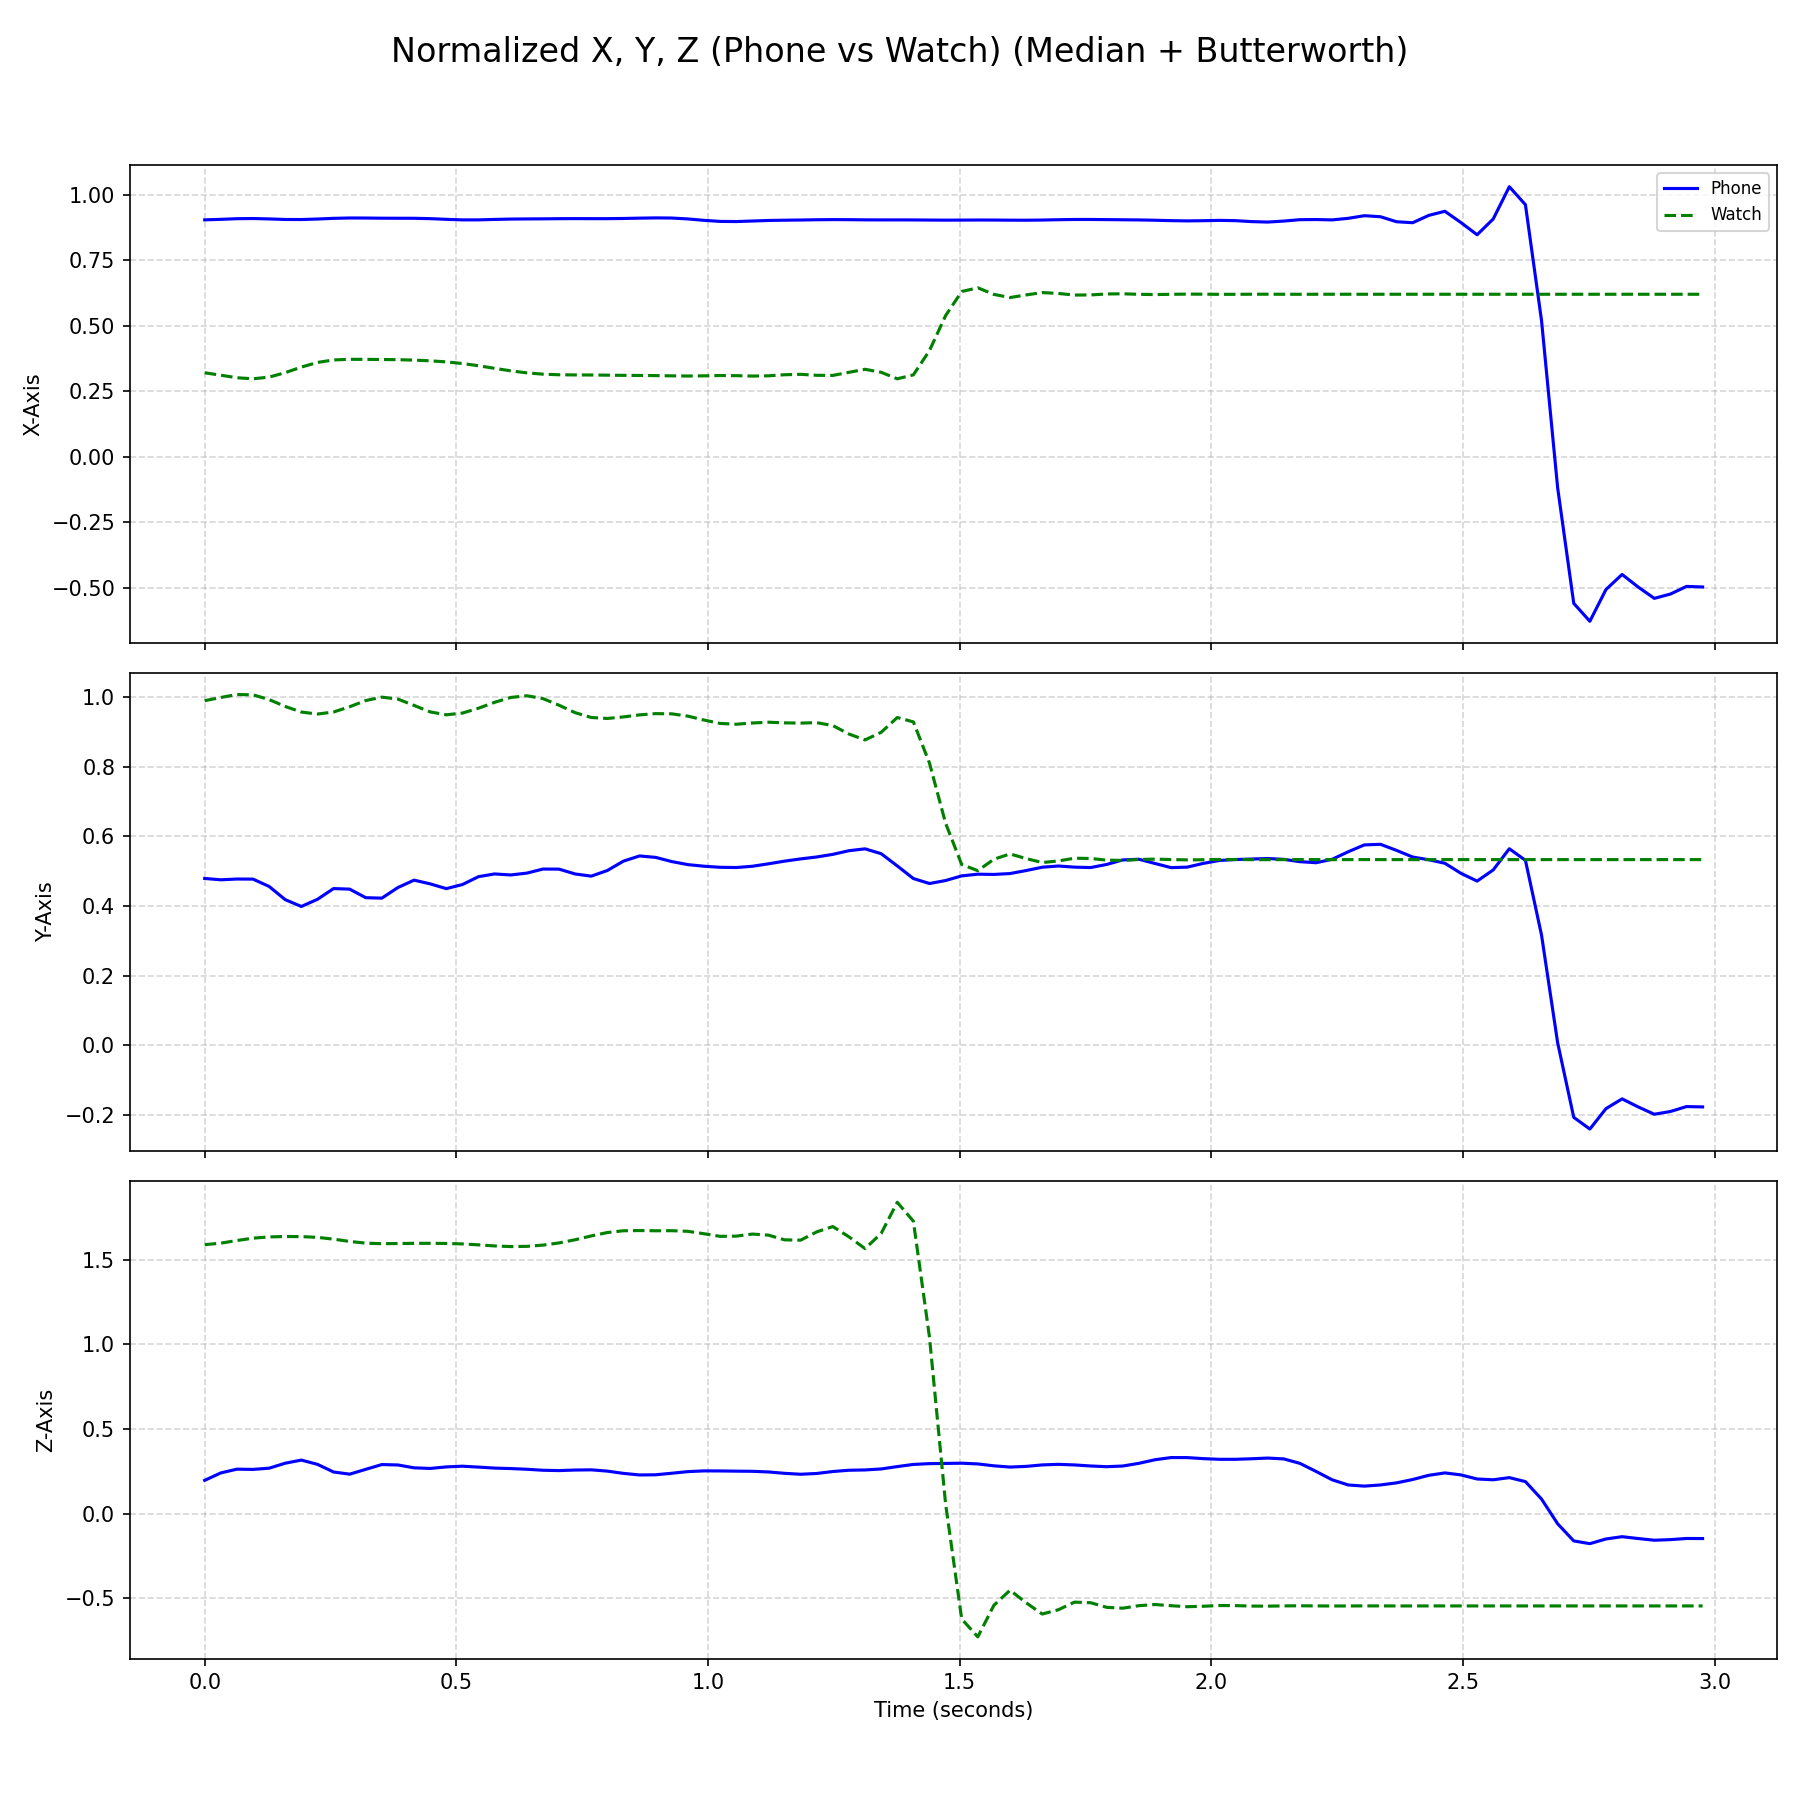 Normalized X, Y, Z (Phone vs Watch) (Median + Butterworth)
Phone
Watch
X-Axis
1.00
0.75
0.50
0.25
0.00
−0.25
−0.50
Y-Axis
1.0
0.8
0.6
0.4
0.2
0.0
−0.2
Z-Axis
1.5
1.0
0.5
0.0
−0.5
0.0 0.5 1.0 1.5 2.0 2.5 3.0
Time (seconds)